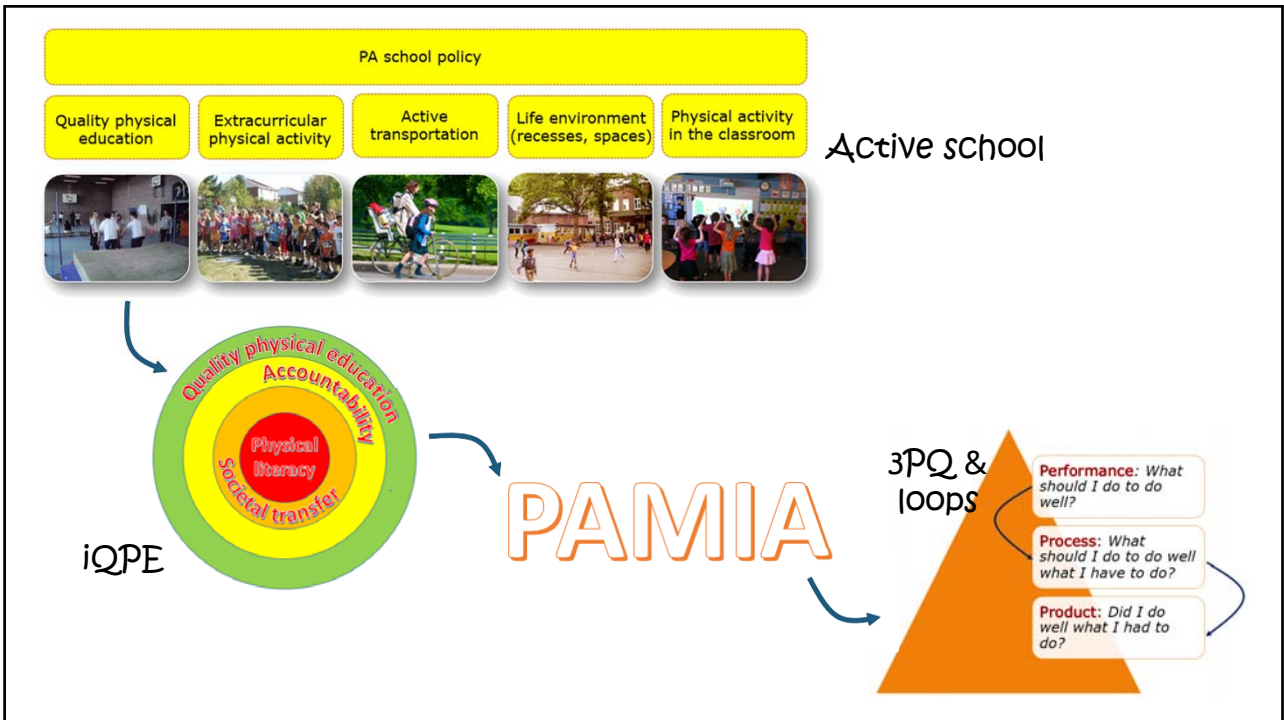 PA school policy
Quality physical
education
Extracurricular
physical activity
Active
transportation
Life environment
(recesses, spaces)
Physical activity
in the classroom
Active school
Quality physical education
Accountability
Physical
literacy
Societal transfer
iQPE
PAMIA
3PQ &
loops
Performance: What
should I do to do
well?
Process: What
should I do to do well
what I have to do?
Product: Did I do
well what I had to
do?